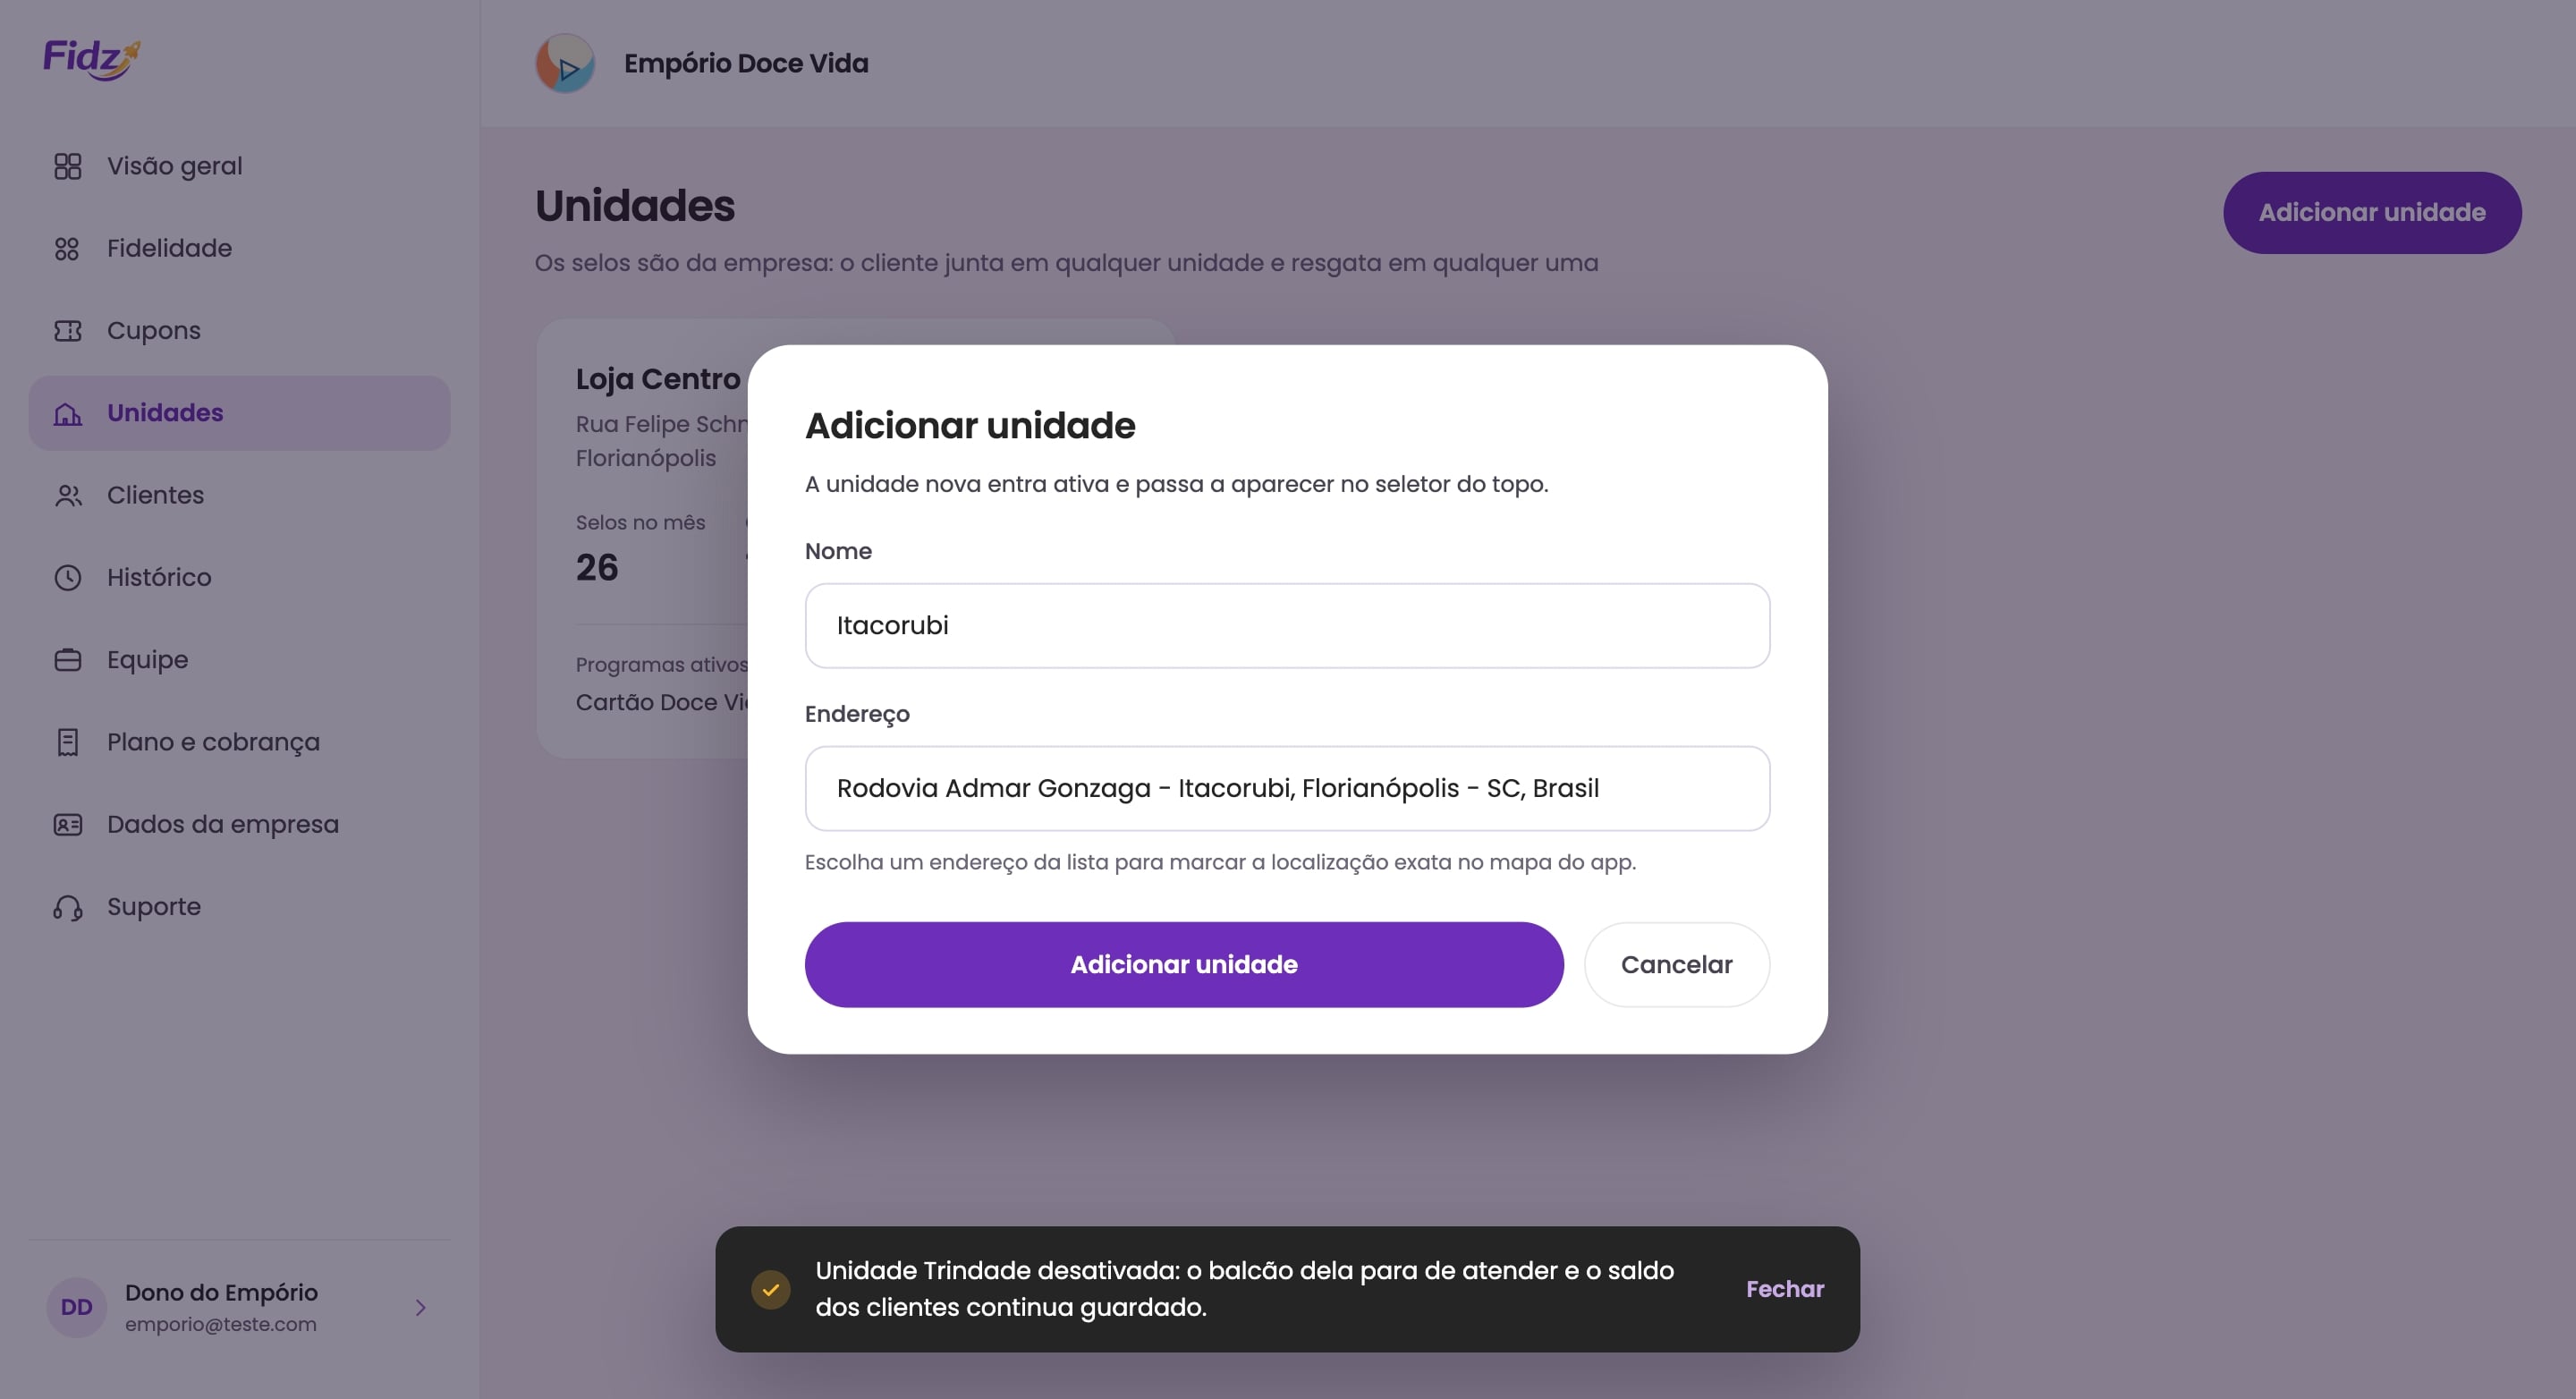 Fidz
Empório Doce Vida
Visão geral
Fidelidade
Cupons
Unidades
Clientes
Histórico
Equipe
Plano e cobrança
Dados da empresa
Suporte
DD
Dono do Empório
emporio@teste.com
Unidades
Os selos são da empresa: o cliente junta em qualquer unidade e resgata em qualquer uma
Adicionar unidade
Loja Centro
Rua Felipe
Florianópolis
Selos no mês
26
Programas ativos
Cartão Doce
Adicionar unidade
A unidade nova entra ativa e passa a aparecer no seletor do topo.
Nome
Itacorubi
Endereço
Rodovia Admar Gonzaga - Itacorubi, Florianópolis - SC, Brasil
Escolha um endereço da lista para marcar a localização exata no mapa do app.
Adicionar unidade
Cancelar
Unidade Trindade desativada: o balcão dela para de atender e o saldo
dos clientes continua guardado.
Fechar